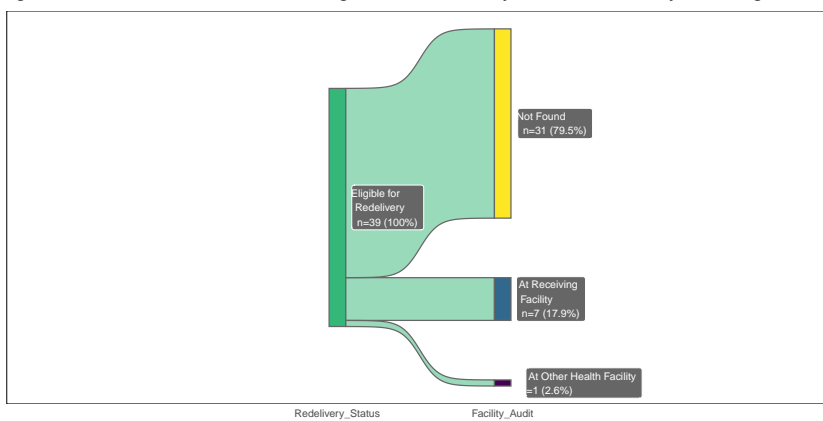 Not Found
n=31 (79.5%)
Eligible for
Redelivery
n=39 (100%)
At Receiving
Facility
n=7 (17.9%)
At Other Health Facility
=1 (2.6%)
Redelivery_Status
Facility_Audit